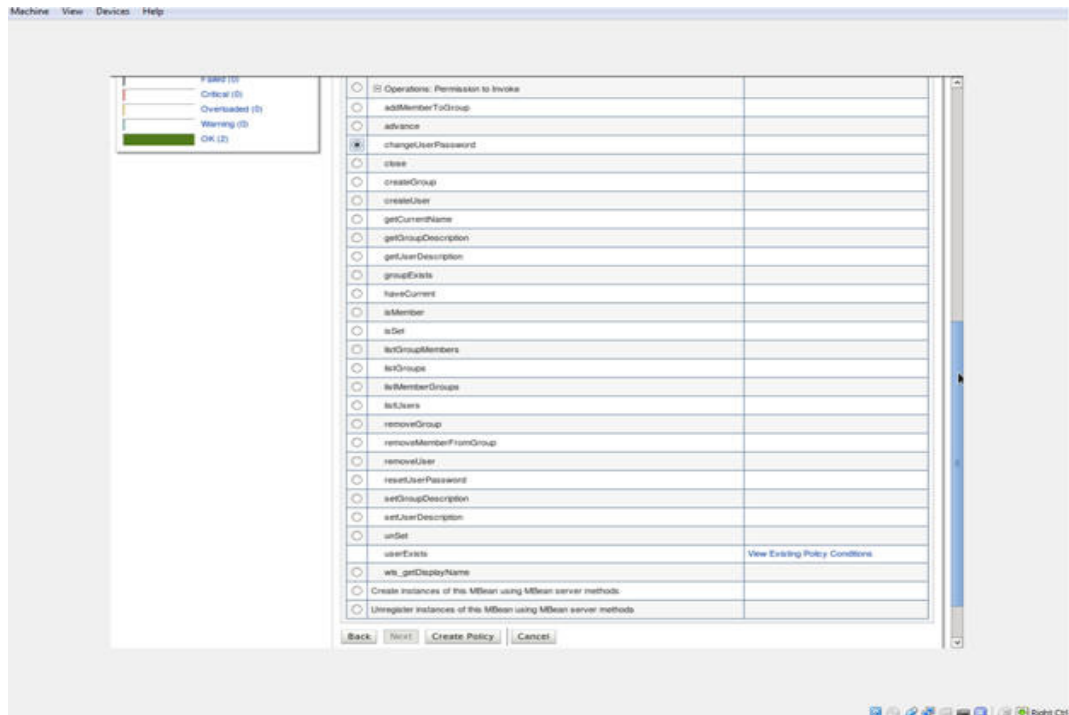 Machine View Devices Help
Failed (0)
Critical (0)
Overloaded (0)
Warning (0)
OK (2)
Operations: Permission to Invoke
addMemberToGroup
advance
changeUserPassword
close
createGroup
createUser
getCurrentName
getGroupDescription
getUserDescription
groupExists
haveCurrent
isMember
isSet
listGroupMembers
listGroups
listMemberGroups
listUsers
removeGroup
removeMemberFromGroup
removeUser
resetUserPassword
setGroupDescription
setUserDescription
unSet
userExists View Existing Policy Conditions
wls_getDisplayName
Create instances of this MBean using MBean server methods
Unregister instances of this MBean using MBean server methods
Back Next Create Policy Cancel
Right Ctrl